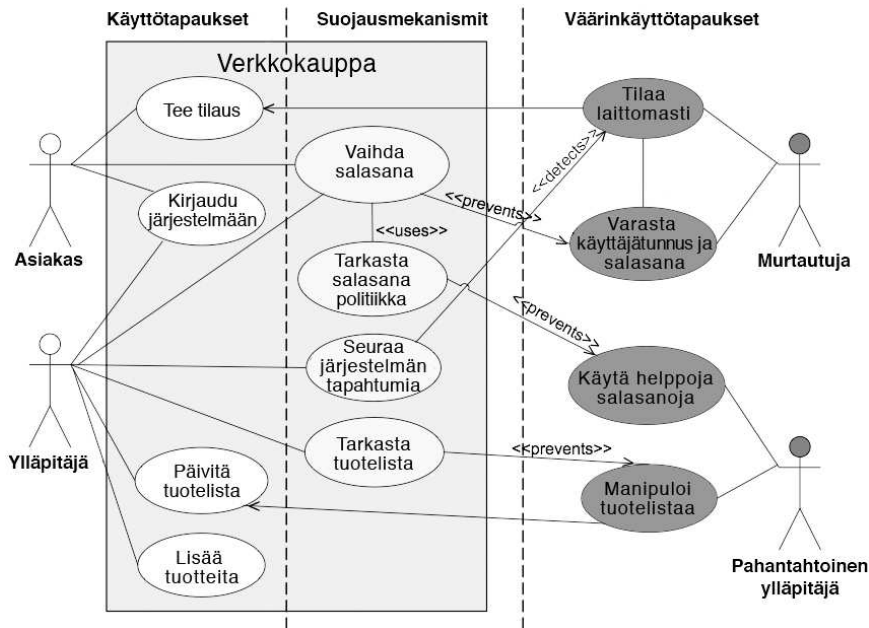 Käyttötapaukset
Suojausmekanismit
Väärinkäyttötapaukset
Verkkokauppa
Tee tilaus
Tilaa
laittomasti
<<detects>>
Vaihda
salasana
Kirjaudu
järjestelmään
<<prevents>>
Varasta
käyttäjätunnus ja
salasana
<<uses>>
Asiakas
Murtautuja
Tarkasta
salasana
politiikka
<<prevents>>
Seuraa
järjestelmän
tapahtumia
Käytä helppoja
salasanoja
Ylläpitäjä
Tarkasta
tuotelista
<<prevents>>
Päivitä
tuotelista
Manipuloi
tuotelistaa
Lisää
tuotteita
Pahantahtoinen
ylläpitäjä